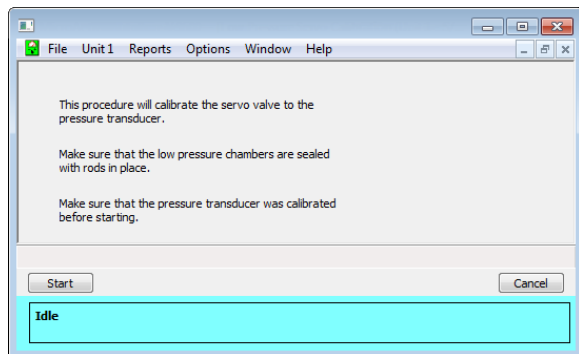 File Unit 1 Reports Options Window Help
This procedure will calibrate the servo valve to the
pressure transducer.
Make sure that the low pressure chambers are sealed
with rods in place.
Make sure that the pressure transducer was calibrated
before starting.
Start Cancel
Idle